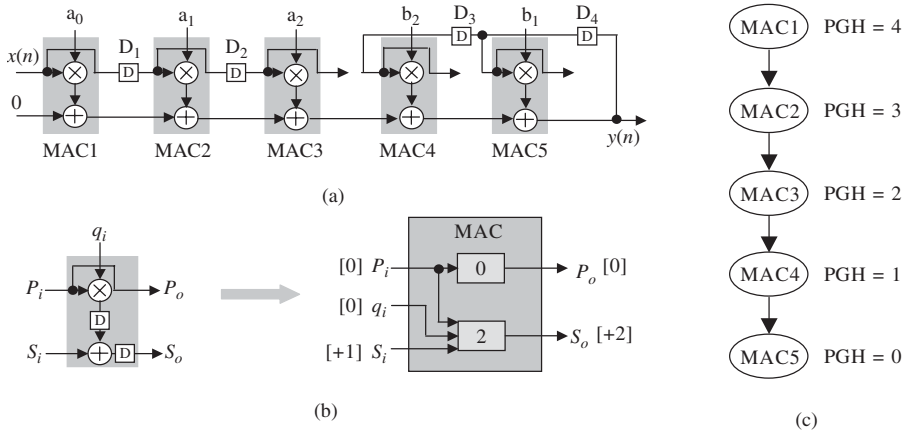 a0 a1 a2 b2 D3 b1 D4
x(n) D1 D2 D D
D D
0
MAC1 MAC2 MAC3 MAC4 MAC5 y(n)
(a)
qi
Pi Po
D
Si D So
MAC
[0] Pi 0 Po [0]
[0] qi
[+1] Si 2 So [+2]
(b)
MAC1 PGH = 4
MAC2 PGH = 3
MAC3 PGH = 2
MAC4 PGH = 1
MAC5 PGH = 0
(c)